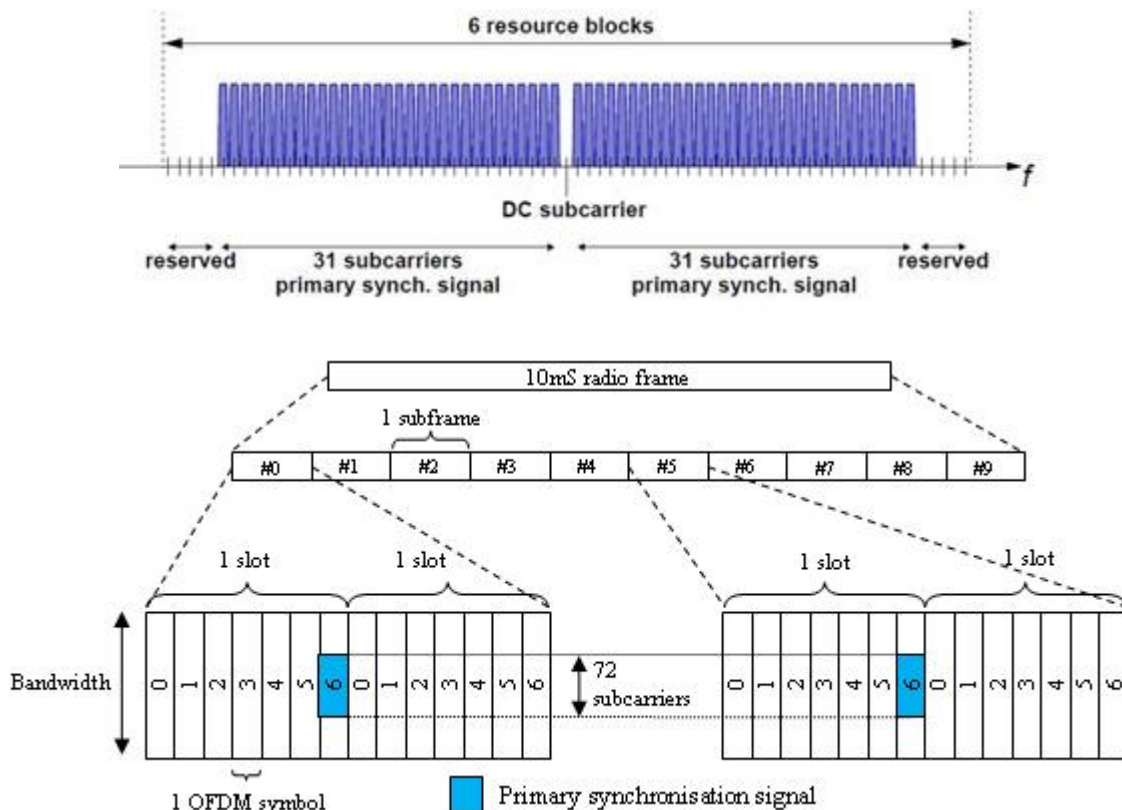 6 resource blocks
f
DC subcarrier
reserved
31 subcarriers
primary synch. signal
31 subcarriers
primary synch. signal
reserved
10mS radio frame
1 subframe
#0 #1 #2 #3 #4 #5 #6 #7 #8 #9
1 slot 1 slot 1 slot 1 slot
Bandwidth
0 1 2 3 4 5 6 0 1 2 3 4 5 6
72
subcarriers
0 1 2 3 4 5 6 0 1 2 3 4 5 6
1 OFDM symbol
Primary synchronisation signal